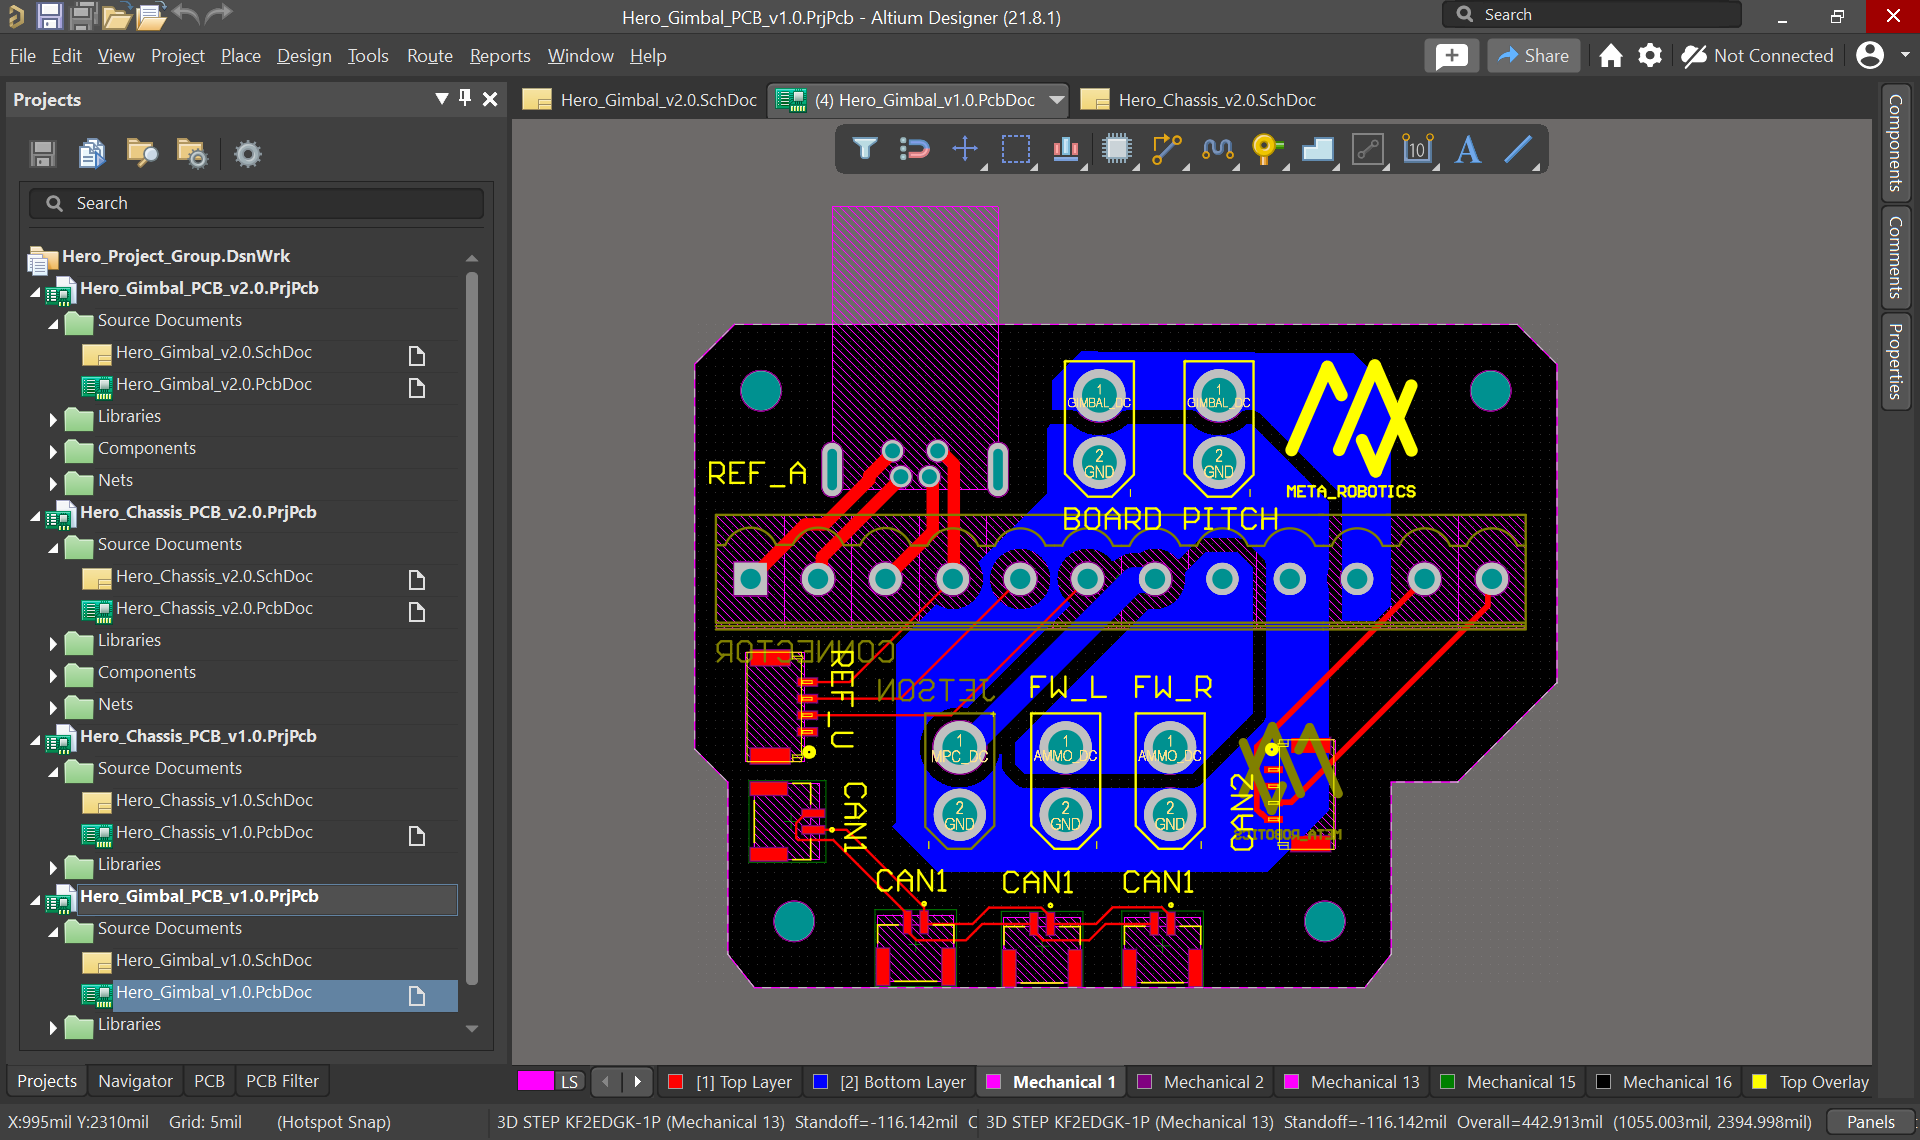 Hero_Gimbal_PCB_v1.0.PrjPcb - Altium Designer (21.8.1)
Search
File Edit View Project Place Design Tools Route Reports Window Help
Share
Not Connected
Projects
Hero_Gimbal_v2.0.SchDoc
(4) Hero_Gimbal_v1.0.PcbDoc
Hero_Chassis_v2.0.SchDoc
Components
Comments
Properties
10
A
Search
Hero_Project_Group.DsnWrk
Hero_Gimbal_PCB_v2.0.PrjPcb
Source Documents
Hero_Gimbal_v2.0.SchDoc
Hero_Gimbal_v2.0.PcbDoc
Libraries
Components
Nets
Hero_Chassis_PCB_v2.0.PrjPcb
Source Documents
Hero_Chassis_v2.0.SchDoc
Hero_Chassis_v2.0.PcbDoc
Libraries
Components
Nets
Hero_Chassis_PCB_v1.0.PrjPcb
Source Documents
Hero_Chassis_v1.0.SchDoc
Hero_Chassis_v1.0.PcbDoc
Libraries
Hero_Gimbal_PCB_v1.0.PrjPcb
Source Documents
Hero_Gimbal_v1.0.SchDoc
Hero_Gimbal_v1.0.PcbDoc
Libraries
1
GIMBAL_DC
1
GIMBAL_DC
2
GND
2
GND
REF_A
META_ROBOTICS
BOARD PITCH
CONNECTOR
REF_U
JETSON
FW_L
FW_R
1
MPC_DC
1
AMMO_DC
1
AMMO_DC
2
GND
2
GND
2
GND
CAN1
CAN2
META_ROBOTICS
CAN1
CAN1
CAN1
Projects Navigator PCB PCB Filter
LS
[1] Top Layer
[2] Bottom Layer
Mechanical 1
Mechanical 2
Mechanical 13
Mechanical 15
Mechanical 16
Top Overlay
X:995mil Y:2310mil Grid: 5mil (Hotspot Snap)
3D STEP KF2EDGK-1P (Mechanical 13) Standoff=-116.142mil C
3D STEP KF2EDGK-1P (Mechanical 13) Standoff=-116.142mil Overall=442.913mil (1055.003mil, 2394.998mil)
Panels